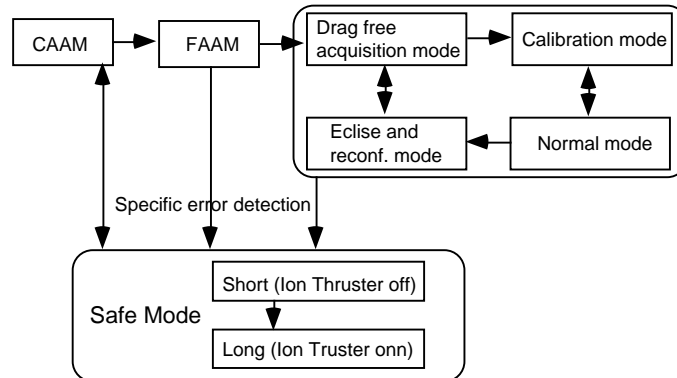 CAAM
FAAM
Drag free
acquisition mode
Calibration mode
Eclise and
reconf. mode
Normal mode
Specific error detection
Safe Mode
Short (Ion Thruster off)
Long (Ion Truster onn)